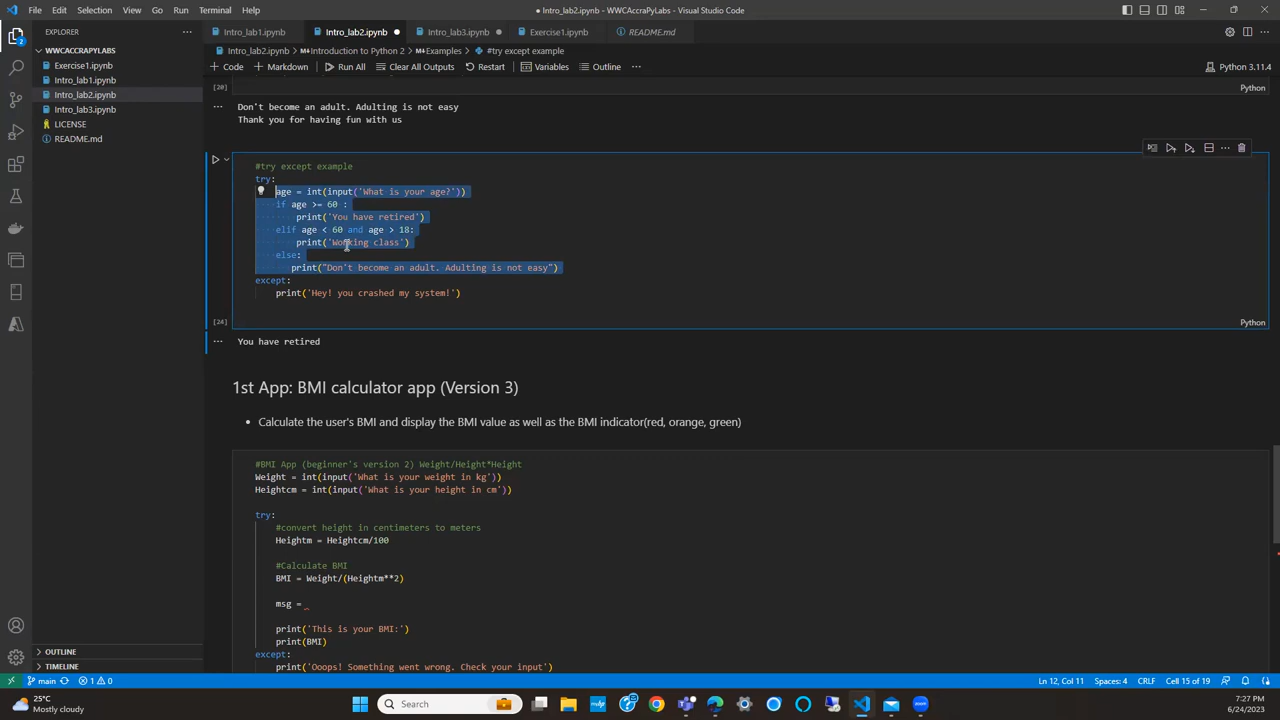 File Edit Selection View Go Run Terminal Help
● Intro_lab2.ipynb - WWCAccraPyLabs - Visual Studio Code
EXPLORER
Intro_lab1.ipynb Intro_lab2.ipynb Intro_lab3.ipynb Exercise1.ipynb README.md
2
WWCACCRAPYLABS
Intro_lab2.ipynb > Introduction to Python 2 > Examples > #try except example
Exercise1.ipynb
Intro_lab1.ipynb
Intro_lab2.ipynb
Intro_lab3.ipynb
LICENSE
README.md
+ Code + Markdown Run All Clear All Outputs Restart Variables Outline ... Python 3.11.4
[20] Python
Don't become an adult. Adulting is not easy
Thank you for having fun with us
#try except example
try:
age = int(input('What is your age?'))
if age >= 60 :
print('You have retired')
elif age < 60 and age > 18:
print('Working class')
else:
print("Don't become an adult. Adulting is not easy")
except:
print('Hey! you crashed my system!')
[24] Python
You have retired
1st App: BMI calculator app (Version 3)
• Calculate the user's BMI and display the BMI value as well as the BMI indicator(red, orange, green)
#BMI App (beginner's version 2) Weight/Height*Height
Weight = int(input('What is your weight in kg'))
Heightcm = int(input('What is your height in cm'))
try:
#convert height in centimeters to meters
Heightm = Heightcm/100
#Calculate BMI
BMI = Weight/(Heightm**2)
msg =
print('This is your BMI:')
print(BMI)
except:
print('Ooops! Something went wrong. Check your input')
OUTLINE
TIMELINE
main 1 0
Ln 12, Col 11 Spaces: 4 CRLF Cell 15 of 19
25°C
Mostly cloudy
Search
7:27 PM
6/24/2023